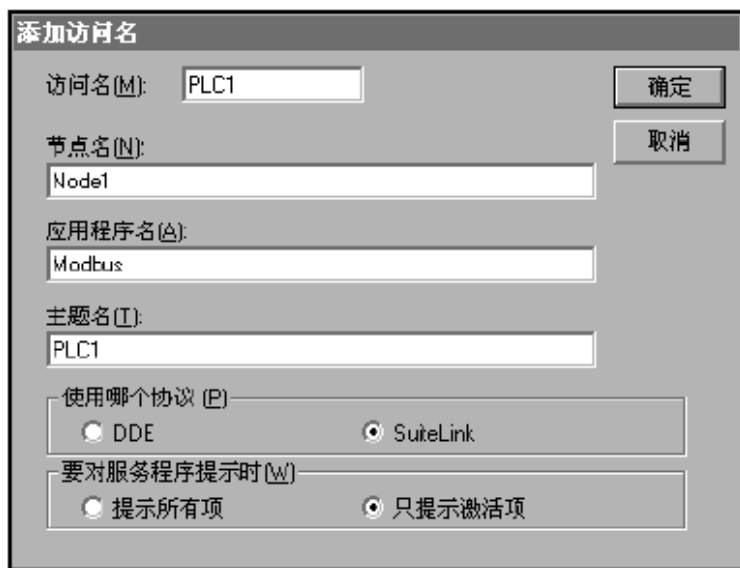 添加访问名
访问名(M): PLC1
确定
取消
节点名(N):
Node1
应用程序名(A):
Modbus
主题名(T):
PLC1
使用哪个协议 (P)
DDE SuiteLink
要对服务程序提示时(W)
提示所有项 只提示激活项